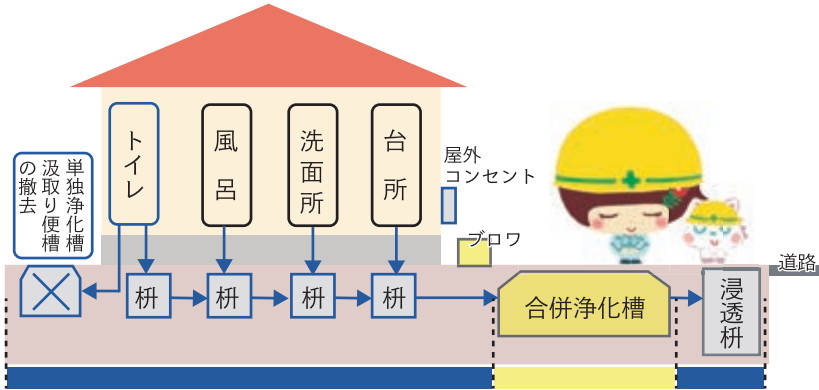 単独浄化槽
汲取り便槽
の撤去
トイレ
風呂
洗面所
台所
屋外
コンセント
ブロワ
道路
枡
枡
枡
枡
合併浄化槽
浸透枡